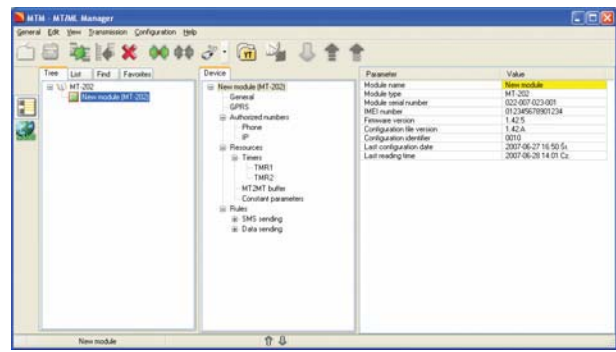 MTM - MT/ML Manager
General Edit View Transmission Configuration Help
Tree List Find Favorites
MT-202
New module (MT-202)
Device
New module (MT-202)
General
GPRS
Authorized numbers
Phone
IP
Resources
Timers
TMR1
TMR2
MT2MT buffer
Constant parameters
Rules
SMS sending
Data sending
Parameter Value
Module name New module
Module type MT-202
Module serial number 022-007-023-001
IMEI number 012345678901234
Firmware version 1.42.5
Configuration file version 1.42.A
Configuration identifier 0010
Last configuration date 2007-06-27 16:50 Śr.
Last reading time 2007-06-28 14:01 Cz.
New module